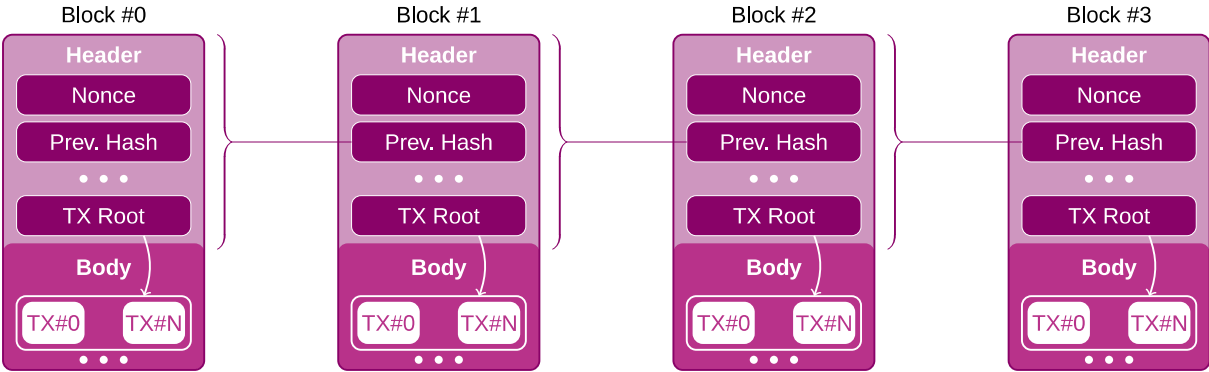 Block #0 Block #1 Block #2 Block #3
Header Header Header Header
Nonce Nonce Nonce Nonce
Prev. Hash Prev. Hash Prev. Hash Prev. Hash
TX Root TX Root TX Root TX Root
Body Body Body Body
TX#0 TX#N TX#0 TX#N TX#0 TX#N TX#0 TX#N